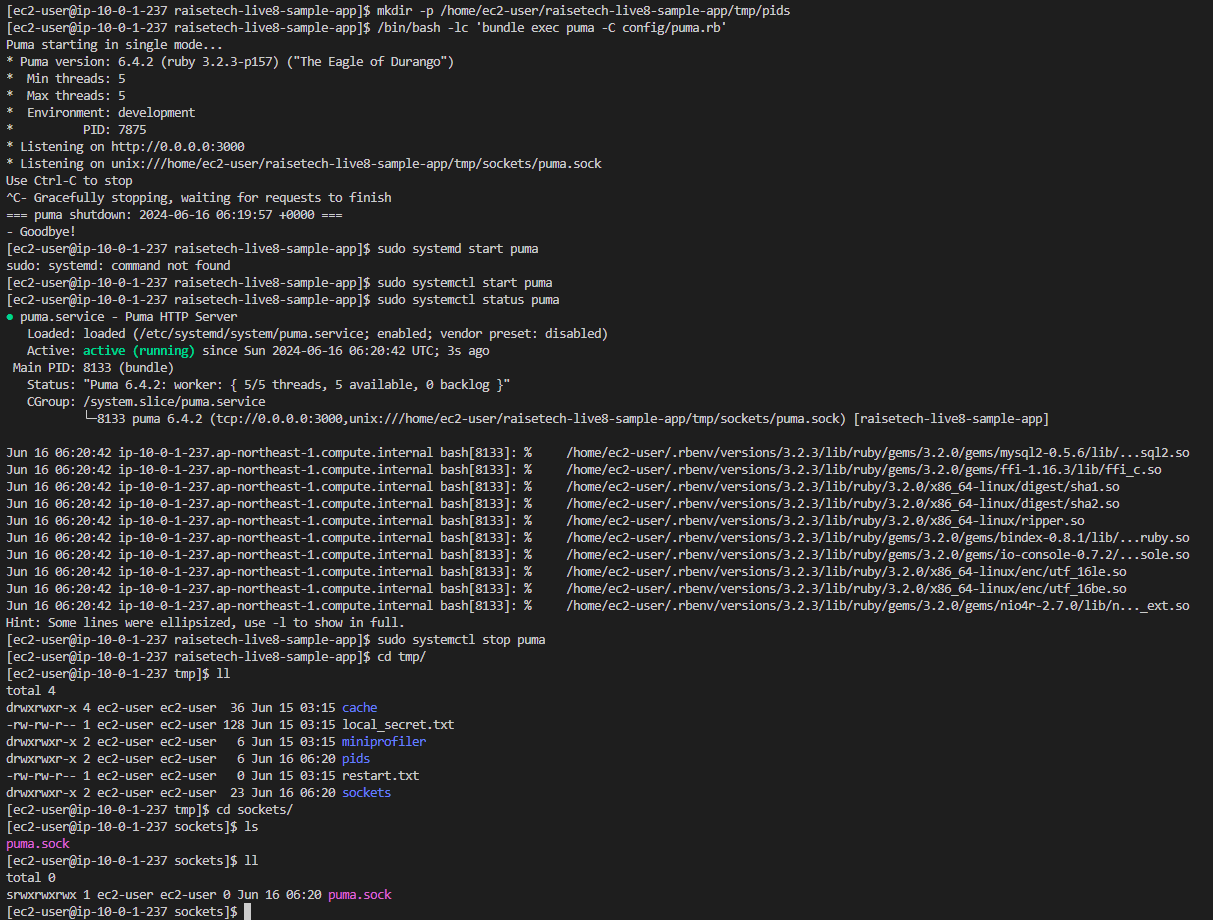 [ec2-user@ip-10-0-1-237 raisetech-live8-sample-app]$ mkdir -p /home/ec2-user/raisetech-live8-sample-app/tmp/pids
[ec2-user@ip-10-0-1-237 raisetech-live8-sample-app]$ /bin/bash -lc 'bundle exec puma -C config/puma.rb'
Puma starting in single mode...
* Puma version: 6.4.2 (ruby 3.2.3-p157) ("The Eagle of Durango")
*  Min threads: 5
*  Max threads: 5
*  Environment: development
*          PID: 7875
* Listening on http://0.0.0.0:3000
* Listening on unix:///home/ec2-user/raisetech-live8-sample-app/tmp/sockets/puma.sock
Use Ctrl-C to stop
^C- Gracefully stopping, waiting for requests to finish
=== puma shutdown: 2024-06-16 06:19:57 +0000 ===
- Goodbye!
[ec2-user@ip-10-0-1-237 raisetech-live8-sample-app]$ sudo systemd start puma
sudo: systemd: command not found
[ec2-user@ip-10-0-1-237 raisetech-live8-sample-app]$ sudo systemctl start puma
[ec2-user@ip-10-0-1-237 raisetech-live8-sample-app]$ sudo systemctl status puma
● puma.service - Puma HTTP Server
   Loaded: loaded (/etc/systemd/system/puma.service; enabled; vendor preset: disabled)
   Active: active (running) since Sun 2024-06-16 06:20:42 UTC; 3s ago
 Main PID: 8133 (bundle)
   Status: "Puma 6.4.2: worker: { 5/5 threads, 5 available, 0 backlog }"
   CGroup: /system.slice/puma.service
           └─8133 puma 6.4.2 (tcp://0.0.0.0:3000,unix:///home/ec2-user/raisetech-live8-sample-app/tmp/sockets/puma.sock) [raisetech-live8-sample-app]
Jun 16 06:20:42 ip-10-0-1-237.ap-northeast-1.compute.internal bash[8133]: %     /home/ec2-user/.rbenv/versions/3.2.3/lib/ruby/gems/3.2.0/gems/mysql2-0.5.6/lib/...sql2.so
Jun 16 06:20:42 ip-10-0-1-237.ap-northeast-1.compute.internal bash[8133]: %     /home/ec2-user/.rbenv/versions/3.2.3/lib/ruby/gems/3.2.0/gems/ffi-1.16.3/lib/ffi_c.so
Jun 16 06:20:42 ip-10-0-1-237.ap-northeast-1.compute.internal bash[8133]: %     /home/ec2-user/.rbenv/versions/3.2.3/lib/ruby/3.2.0/x86_64-linux/digest/sha1.so
Jun 16 06:20:42 ip-10-0-1-237.ap-northeast-1.compute.internal bash[8133]: %     /home/ec2-user/.rbenv/versions/3.2.3/lib/ruby/3.2.0/x86_64-linux/digest/sha2.so
Jun 16 06:20:42 ip-10-0-1-237.ap-northeast-1.compute.internal bash[8133]: %     /home/ec2-user/.rbenv/versions/3.2.3/lib/ruby/3.2.0/x86_64-linux/ripper.so
Jun 16 06:20:42 ip-10-0-1-237.ap-northeast-1.compute.internal bash[8133]: %     /home/ec2-user/.rbenv/versions/3.2.3/lib/ruby/gems/3.2.0/gems/bindex-0.8.1/lib/...ruby.so
Jun 16 06:20:42 ip-10-0-1-237.ap-northeast-1.compute.internal bash[8133]: %     /home/ec2-user/.rbenv/versions/3.2.3/lib/ruby/gems/3.2.0/gems/io-console-0.7.2/...sole.so
Jun 16 06:20:42 ip-10-0-1-237.ap-northeast-1.compute.internal bash[8133]: %     /home/ec2-user/.rbenv/versions/3.2.3/lib/ruby/3.2.0/x86_64-linux/enc/utf_16le.so
Jun 16 06:20:42 ip-10-0-1-237.ap-northeast-1.compute.internal bash[8133]: %     /home/ec2-user/.rbenv/versions/3.2.3/lib/ruby/3.2.0/x86_64-linux/enc/utf_16be.so
Jun 16 06:20:42 ip-10-0-1-237.ap-northeast-1.compute.internal bash[8133]: %     /home/ec2-user/.rbenv/versions/3.2.3/lib/ruby/gems/3.2.0/gems/nio4r-2.7.0/lib/n..._ext.so
Hint: Some lines were ellipsized, use -l to show in full.
[ec2-user@ip-10-0-1-237 raisetech-live8-sample-app]$ sudo systemctl stop puma
[ec2-user@ip-10-0-1-237 raisetech-live8-sample-app]$ cd tmp/
[ec2-user@ip-10-0-1-237 tmp]$ ll
total 4
drwxrwxr-x 4 ec2-user ec2-user  36 Jun 15 03:15 cache
-rw-rw-r-- 1 ec2-user ec2-user 128 Jun 15 03:15 local_secret.txt
drwxrwxr-x 2 ec2-user ec2-user   6 Jun 15 03:15 miniprofiler
drwxrwxr-x 2 ec2-user ec2-user   6 Jun 16 06:20 pids
-rw-rw-r-- 1 ec2-user ec2-user   0 Jun 15 03:15 restart.txt
drwxrwxr-x 2 ec2-user ec2-user  23 Jun 16 06:20 sockets
[ec2-user@ip-10-0-1-237 tmp]$ cd sockets/
[ec2-user@ip-10-0-1-237 sockets]$ ls
puma.sock
[ec2-user@ip-10-0-1-237 sockets]$ ll
total 0
srwxrwxrwx 1 ec2-user ec2-user 0 Jun 16 06:20 puma.sock
[ec2-user@ip-10-0-1-237 sockets]$